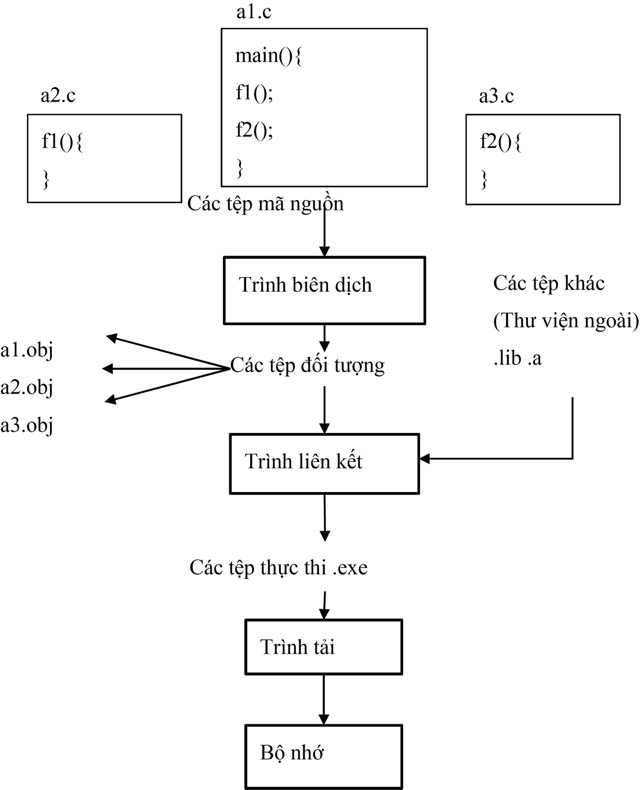 a1.c
main(){
f1();
f2();
}
a2.c
f1(){
}
a3.c
f2(){
}
Các tệp mã nguồn
Trình biên dịch
Các tệp khác
(Thư viện ngoài)
.lib .a
Các tệp đối tượng
a1.obj
a2.obj
a3.obj
Trình liên kết
Các tệp thực thi .exe
Trình tải
Bộ nhớ